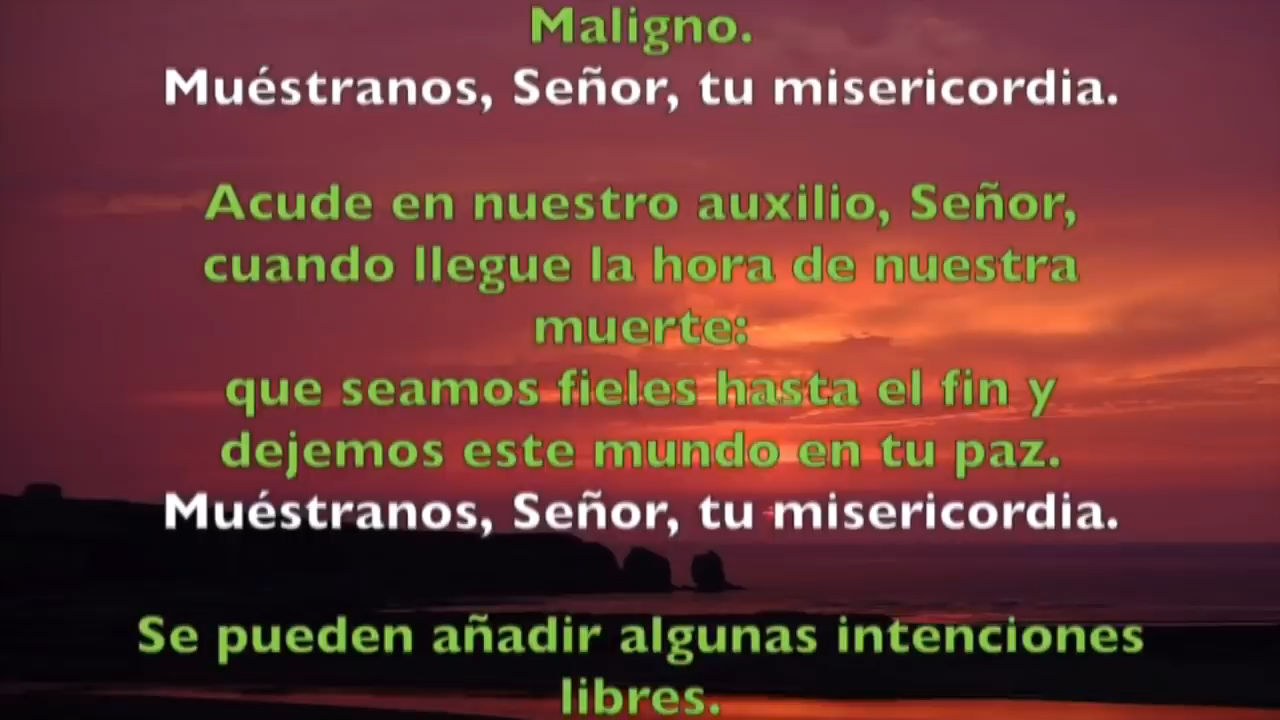 Maligno.
Muéstranos, Señor, tu misericordia.
Acude en nuestro auxilio, Señor,
cuando llegue la hora de nuestra
muerte:
que seamos fieles hasta el fin y
dejemos este mundo en tu paz.
Muéstranos, Señor, tu misericordia.
Se pueden añadir algunas intenciones
libres.